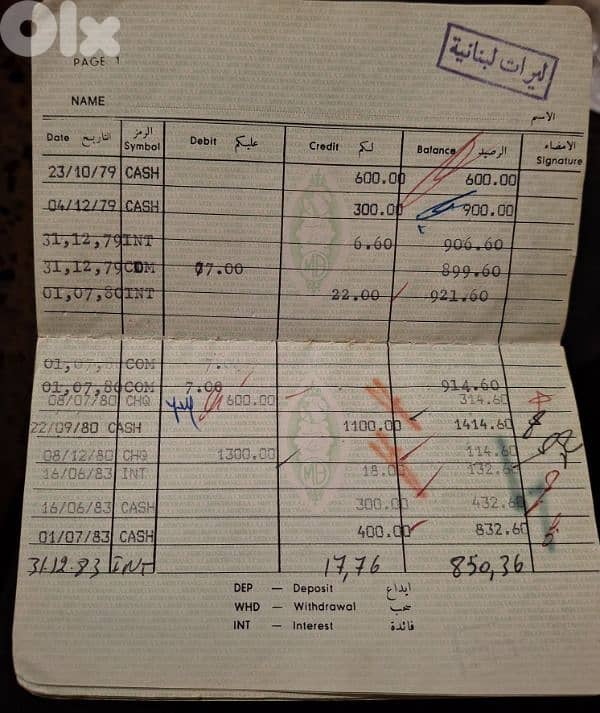 Olx
ليرات لبنانية
PAGE 1
NAME الاسم
Date التاريخ الرمز Symbol Debit عليكم Credit لكم Balance الرصيد الامضاء Signature
23/10/79 CASH 600.00 600.00
04/12/79 CASH 300.00 900.00
31,12,79 INT 6.60 906.60
31,12,79 COM 7.00 899.60
01,07,80 INT 22.00 921.60
01,07,80 COM 7.00
01,07,80 COM 7.00 914.60
08/07/80 CHQ 600.00 314.60
22/09/80 CASH 1100.00 1414.60
08/12/80 CHQ 1300.00 114.60
16/06/83 INT 18.00 132.60
16/06/83 CASH 300.00 432.60
01/07/83 CASH 400.00 832.60
31.12.83 INT 17,76 850,36
DEP — Deposit ايداع
WHD — Withdrawal سحب
INT — Interest فائدة